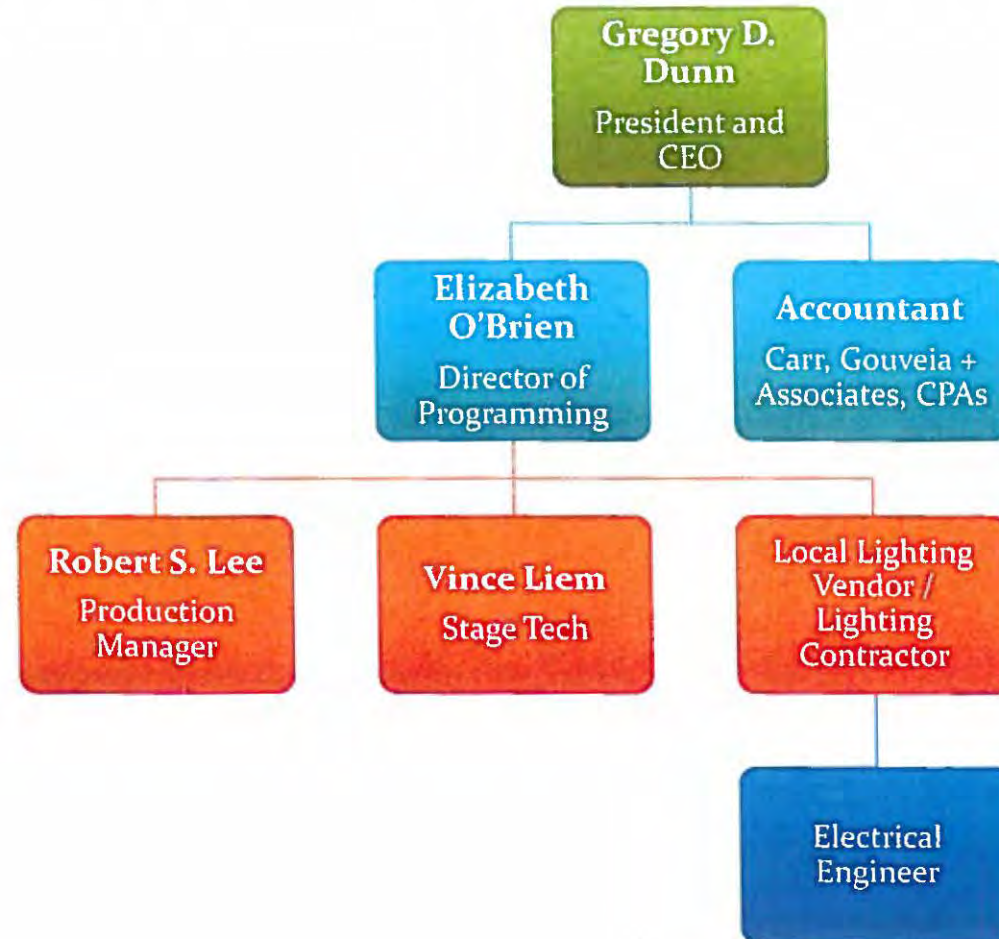 Gregory D.
Dunn
President and
CEO
Elizabeth
O'Brien
Director of
Programming
Accountant
Carr, Gouveia +
Associates, CPAs
Robert S. Lee
Production
Manager
Vince Liem
Stage Tech
Local Lighting
Vendor /
Lighting
Contractor
Electrical
Engineer